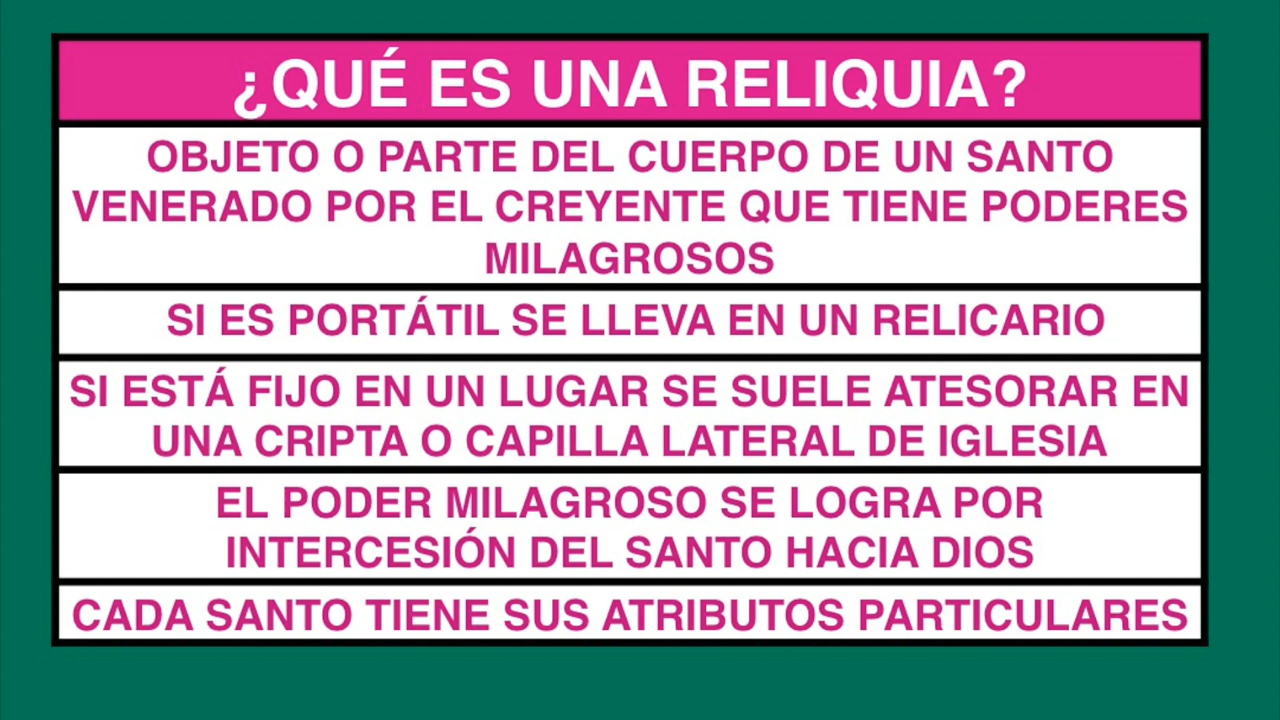 ¿QUÉ ES UNA RELIQUIA?
OBJETO O PARTE DEL CUERPO DE UN SANTO
VENERADO POR EL CREYENTE QUE TIENE PODERES
MILAGROSOS
SI ES PORTÁTIL SE LLEVA EN UN RELICARIO
SI ESTÁ FIJO EN UN LUGAR SE SUELE ATESORAR EN
UNA CRIPTA O CAPILLA LATERAL DE IGLESIA
EL PODER MILAGROSO SE LOGRA POR
INTERCESIÓN DEL SANTO HACIA DIOS
CADA SANTO TIENE SUS ATRIBUTOS PARTICULARES